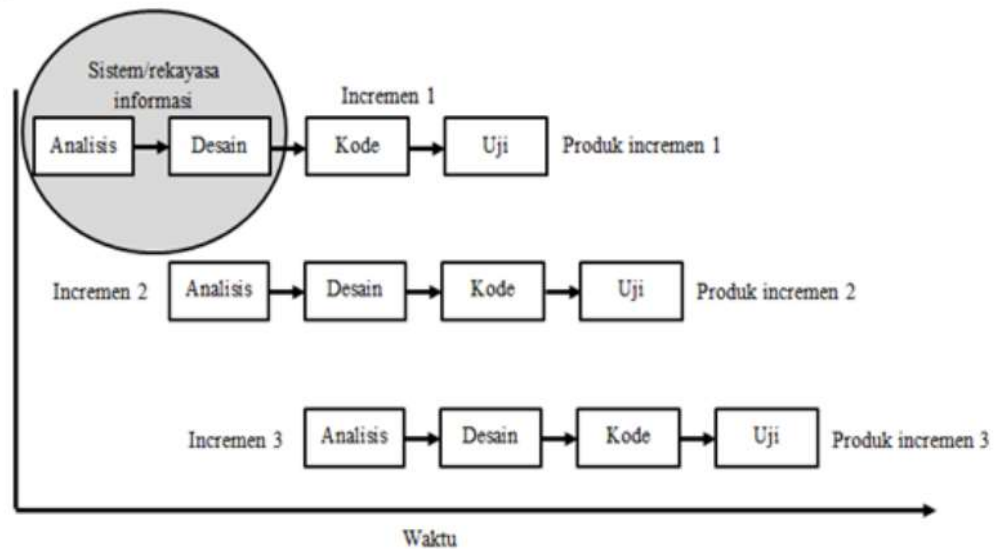 Sistem/rekayasa
informasi
Incremen 1
Analisis
Desain
Kode
Uji
Produk incremen 1
Incremen 2
Analisis
Desain
Kode
Uji
Produk incremen 2
Incremen 3
Analisis
Desain
Kode
Uji
Produk incremen 3
Waktu